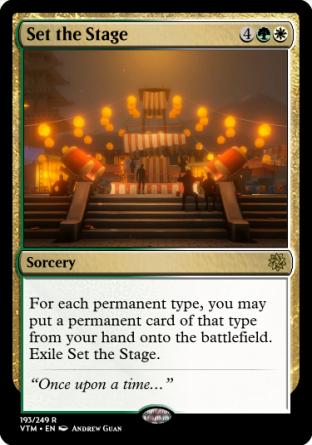 Set the Stage 4
Sorcery
For each permanent type, you may
put a permanent card of that type
from your hand onto the battlefield.
Exile Set the Stage.
“Once upon a time…”
193/249 R
VTM • EN Andrew Guan